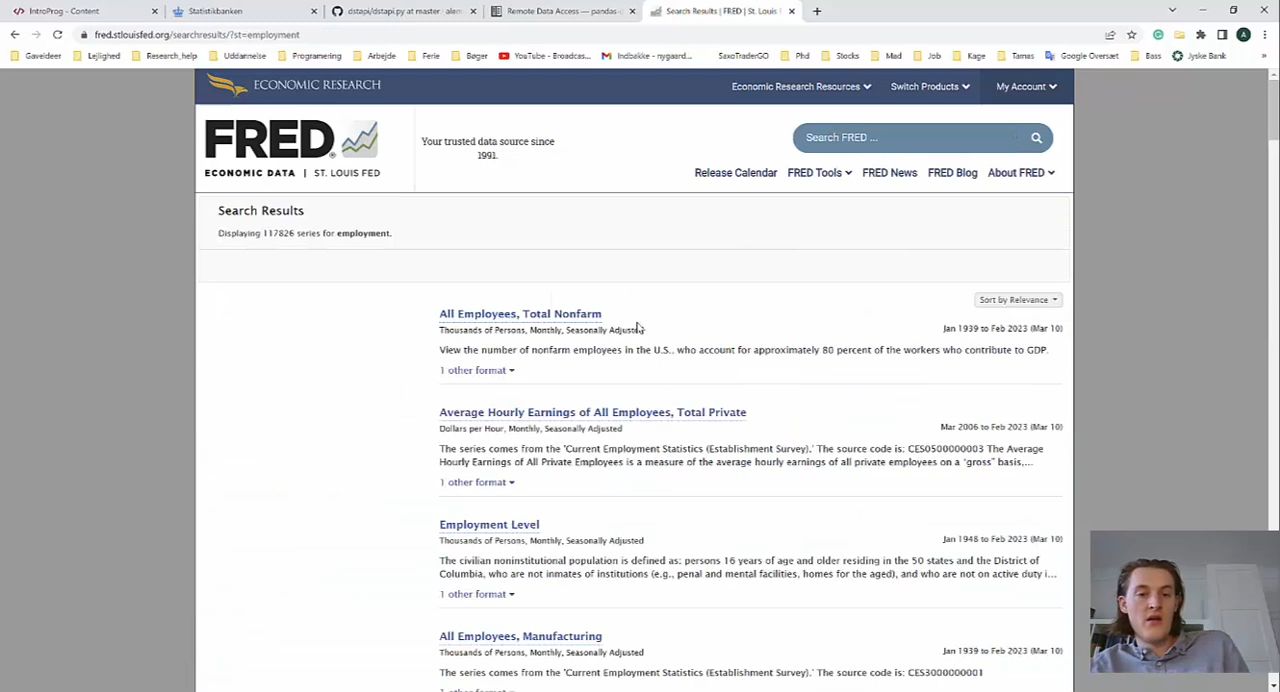 IntroProg - Content
Statistikbanken
dstapi/dstapi.py at master · alem
Remote Data Access — pandas-
Search Results | FRED | St. Louis F
fred.stlouisfed.org/searchresults/?st=employment
A
Gaveideer
Lejlighed
Research_help
Uddannelse
Programering
Arbejde
Ferie
Bøger
YouTube - Broadcas...
Indbakke - nygaard...
SaxoTraderGO
Phd
Stocks
Mad
Job
Kage
Google Oversæt
Bass
Jyske Bank
»
ECONOMIC RESEARCH
Economic Research Resources
Switch Products
My Account
FRED
ECONOMIC DATA | ST. LOUIS FED
Your trusted data source since
1991.
Search FRED ...
Release Calendar
FRED Tools
FRED News
FRED Blog
About FRED
Search Results
Displaying 117826 series for employment.
Sort by Relevance
All Employees, Total Nonfarm
Thousands of Persons, Monthly, Seasonally Adjusted
Jan 1939 to Feb 2023 (Mar 10)
View the number of nonfarm employees in the U.S., who account for approximately 80 percent of the workers who contribute to GDP.
1 other format
Average Hourly Earnings of All Employees, Total Private
Dollars per Hour, Monthly, Seasonally Adjusted
Mar 2006 to Feb 2023 (Mar 10)
The series comes from the 'Current Employment Statistics (Establishment Survey).' The source code is: CES0500000003 The Average
Hourly Earnings of All Private Employees is a measure of the average hourly earnings of all private employees on a "gross" basis,...
1 other format
Employment Level
Thousands of Persons, Monthly, Seasonally Adjusted
Jan 1948 to Feb 2023 (Mar 10)
The civilian noninstitutional population is defined as: persons 16 years of age and older residing in the 50 states and the District of
Columbia, who are not inmates of institutions (e.g., penal and mental facilities, homes for the aged), and who are not on active duty i...
1 other format
All Employees, Manufacturing
Thousands of Persons, Monthly, Seasonally Adjusted
Jan 1939 to Feb 2023 (Mar 10)
The series comes from the 'Current Employment Statistics (Establishment Survey).' The source code is: CES3000000001
1 other format